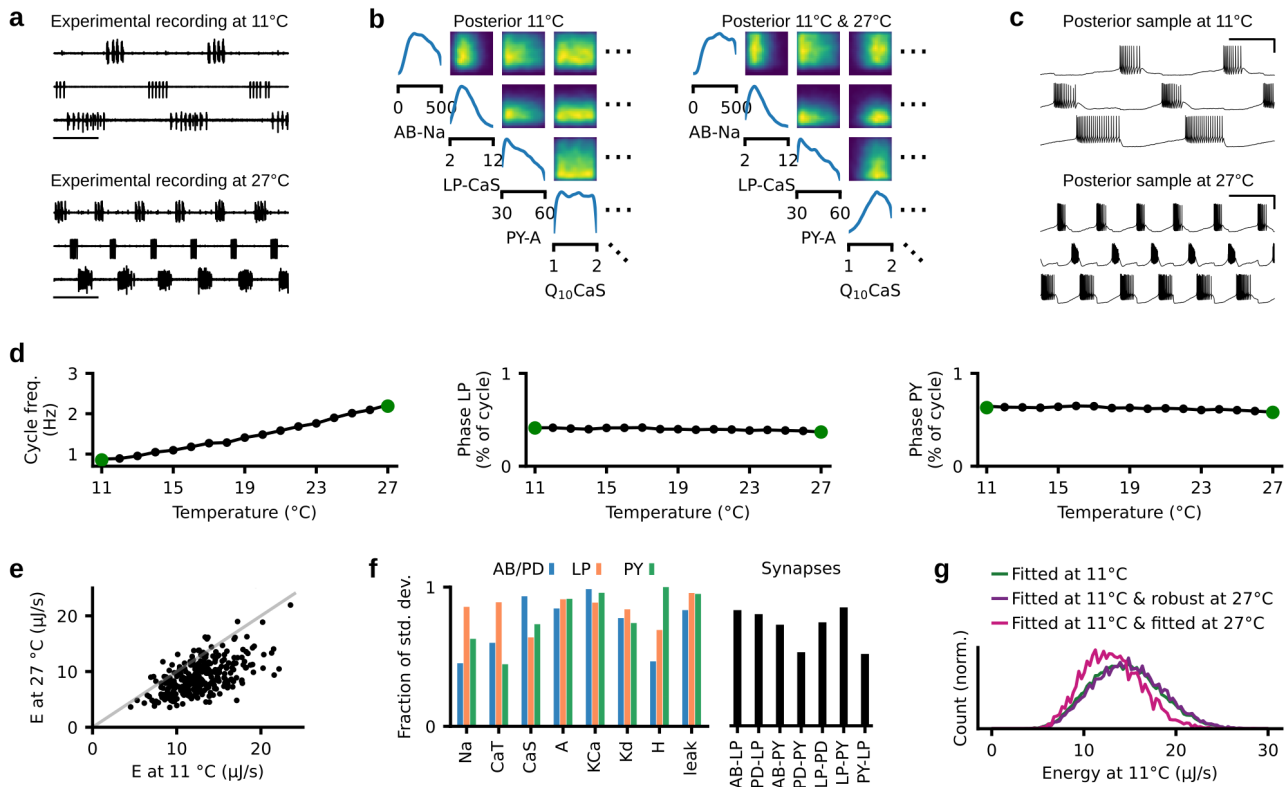 a
Experimental recording at 11°C
Experimental recording at 27°C
b
Posterior 11°C
0
500
AB-Na
2
12
LP-CaS
30
60
PY-A
1
2
Q₁₀CaS
Posterior 11°C & 27°C
0
500
AB-Na
2
12
LP-CaS
30
60
PY-A
1
2
Q₁₀CaS
c
Posterior sample at 11°C
Posterior sample at 27°C
d
Cycle freq.
(Hz)
3
2
1
11
15
19
23
27
Temperature (°C)
Phase LP
(% of cycle)
1
0
11
15
19
23
27
Temperature (°C)
Phase PY
(% of cycle)
1
0
11
15
19
23
27
Temperature (°C)
e
E at 27 °C (μJ/s)
20
10
0
0
10
20
E at 11 °C (μJ/s)
f
AB/PD
LP
PY
Synapses
Fraction of std. dev.
1
0
Na
CaT
CaS
A
KCa
Kd
H
leak
AB-LP
PD-LP
AB-PY
PD-PY
LP-PD
LP-PY
PY-LP
g
Fitted at 11°C
Fitted at 11°C & robust at 27°C
Fitted at 11°C & fitted at 27°C
Count (norm.)
0
10
20
30
Energy at 11°C (μJ/s)